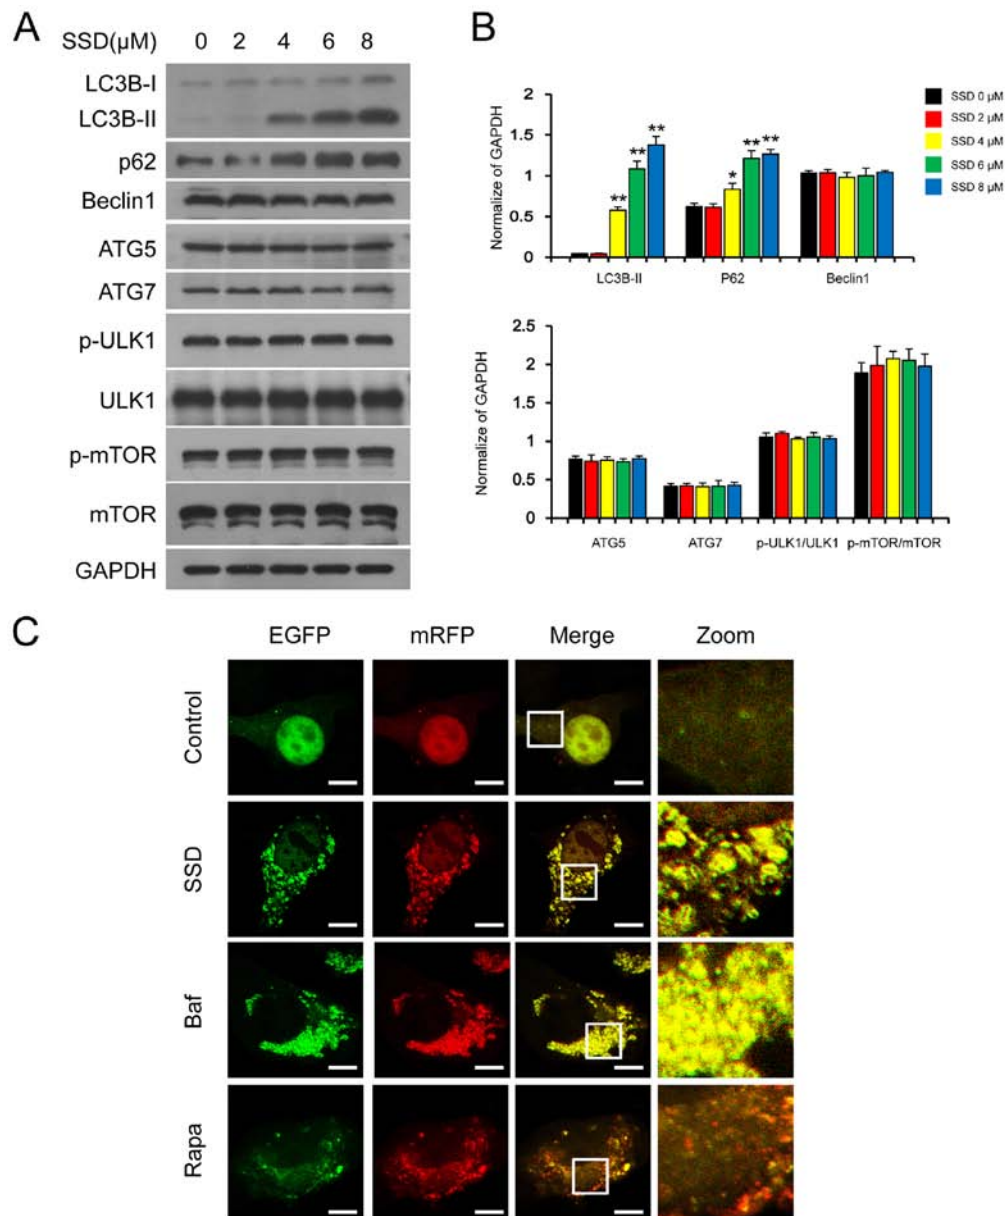 A
SSD(μM) 0 2 4 6 8
LC3B-I
LC3B-II
p62
Beclin1
ATG5
ATG7
p-ULK1
ULK1
p-mTOR
mTOR
GAPDH
B
Normalize of GAPDH
2
1.5
1
0.5
0
** ** ** * ** **
LC3B-II P62 Beclin1
SSD 0 μM
SSD 2 μM
SSD 4 μM
SSD 6 μM
SSD 8 μM
Normalize of GAPDH
2.5
2
1.5
1
0.5
0
ATG5 ATG7 p-ULK1/ULK1 p-mTOR/mTOR
C
EGFP mRFP Merge Zoom
Control
SSD
Baf
Rapa